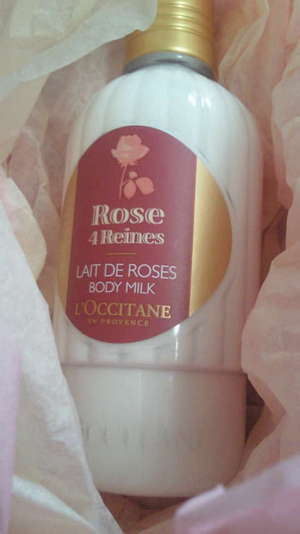 Rose
4 Reines
LAIT DE ROSES
BODY MILK
L'OCCITANE
EN PROVENCE